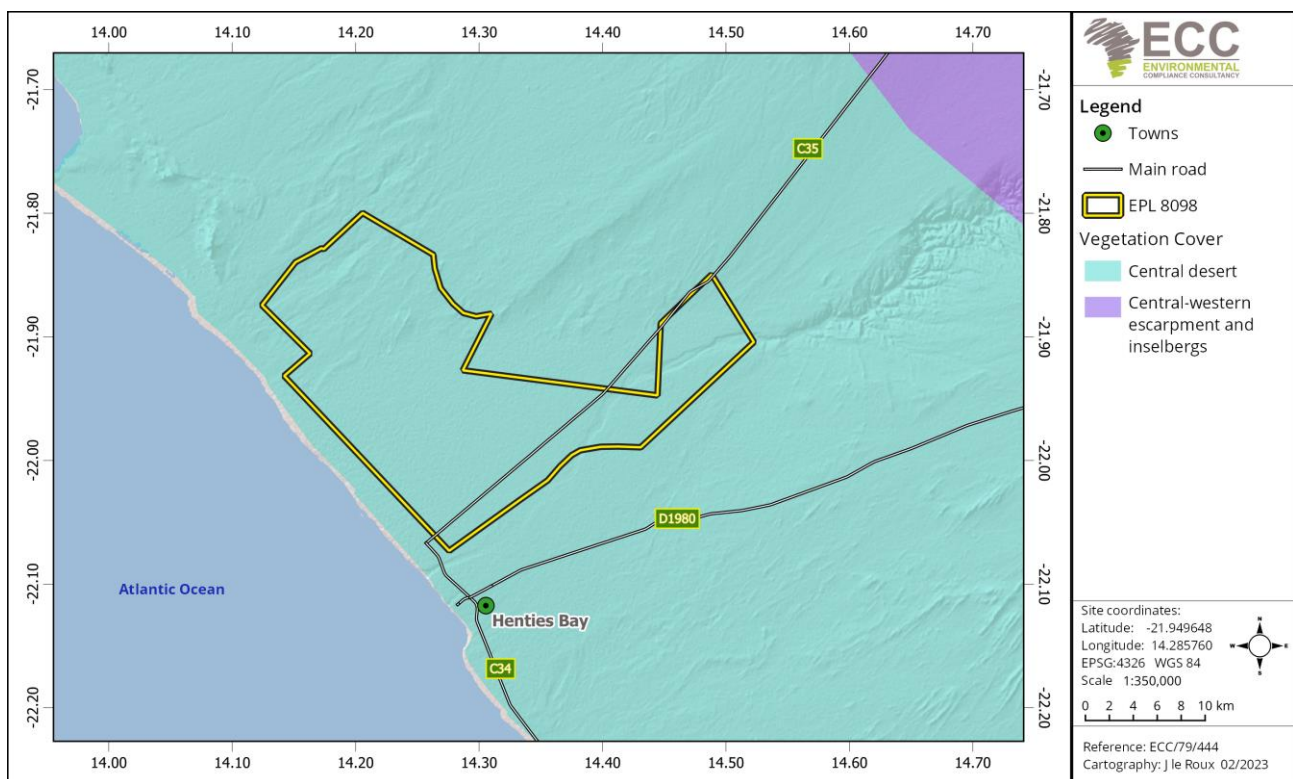 14.00 14.10 14.20 14.30 14.40 14.50 14.60 14.70
-21.70
-21.80
-21.90
-22.00
-22.10
-22.20
C35
D1980
Atlantic Ocean
Henties Bay
C34
-21.70
-21.80
-21.90
-22.00
-22.10
-22.20
14.00 14.10 14.20 14.30 14.40 14.50 14.60 14.70
ECC
ENVIRONMENTAL
COMPLIANCE CONSULTANCY
Legend
Towns
Main road
EPL 8098
Vegetation Cover
Central desert
Central-western
escarpment and
inselbergs
Site coordinates:
Latitude: -21.949648
Longitude: 14.285760
EPSG:4326 WGS 84
Scale 1:350,000
N
W E
S
0 2 4 6 8 10 km
Reference: ECC/79/444
Cartography: J le Roux 02/2023